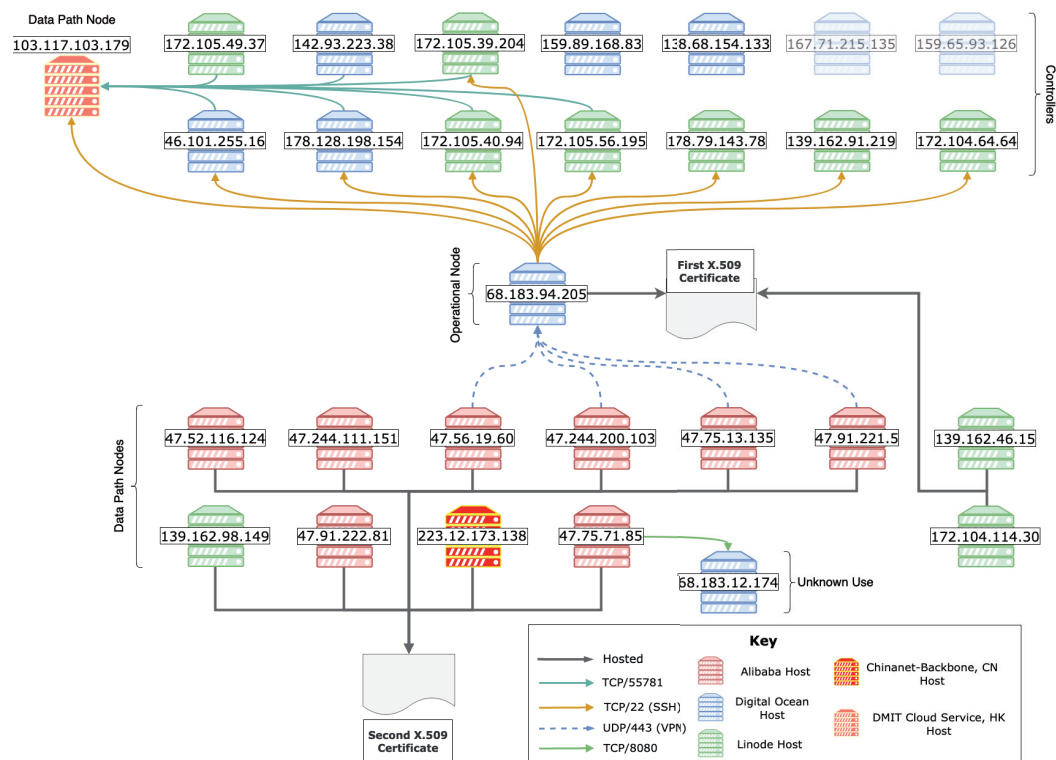 Data Path Node
103.117.103.179
172.105.49.37
142.93.223.38
172.105.39.204
159.89.168.83
138.68.154.133
167.71.215.135
159.65.93.126
Controllers
46.101.255.16
178.128.198.154
172.105.40.94
172.105.56.195
178.79.143.78
139.162.91.219
172.104.64.64
Operational Node
68.183.94.205
First X.509
Certificate
Data Path Nodes
47.52.116.124
47.244.111.151
47.56.19.60
47.244.200.103
47.75.13.135
47.91.221.5
139.162.46.15
139.162.98.149
47.91.222.81
223.12.173.138
47.75.71.85
172.104.114.30
68.183.12.174
Unknown Use
Second X.509
Certificate
Key
Hosted
TCP/55781
TCP/22 (SSH)
UDP/443 (VPN)
TCP/8080
Alibaba Host
Digital Ocean
Host
Linode Host
Chinanet-Backbone, CN
Host
DMIT Cloud Service, HK
Host